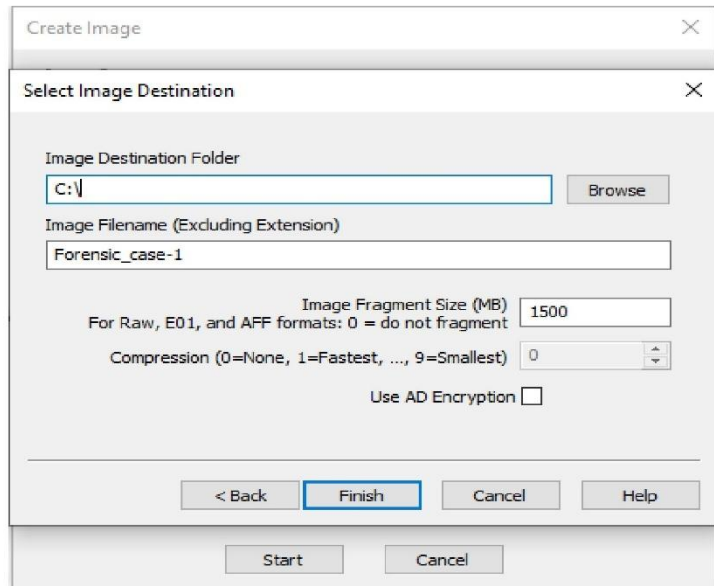 Create Image
Select Image Destination
Image Destination Folder
C:\
Browse
Image Filename (Excluding Extension)
Forensic_case-1
Image Fragment Size (MB)
For Raw, E01, and AFF formats: 0 = do not fragment
1500
Compression (0=None, 1=Fastest, ..., 9=Smallest)
0
Use AD Encryption
< Back
Finish
Cancel
Help
Start
Cancel